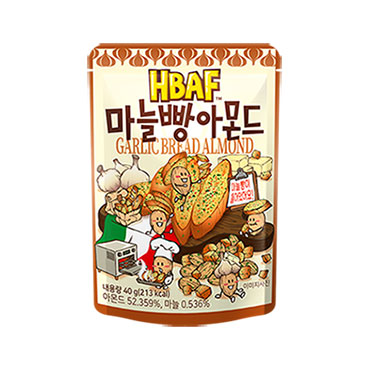 HBAF™
마늘빵아몬드
GARLIC BREAD ALMOND
내용량 40 g(213 kcal)
아몬드 52.359%, 마늘 0.536%
이미지사진